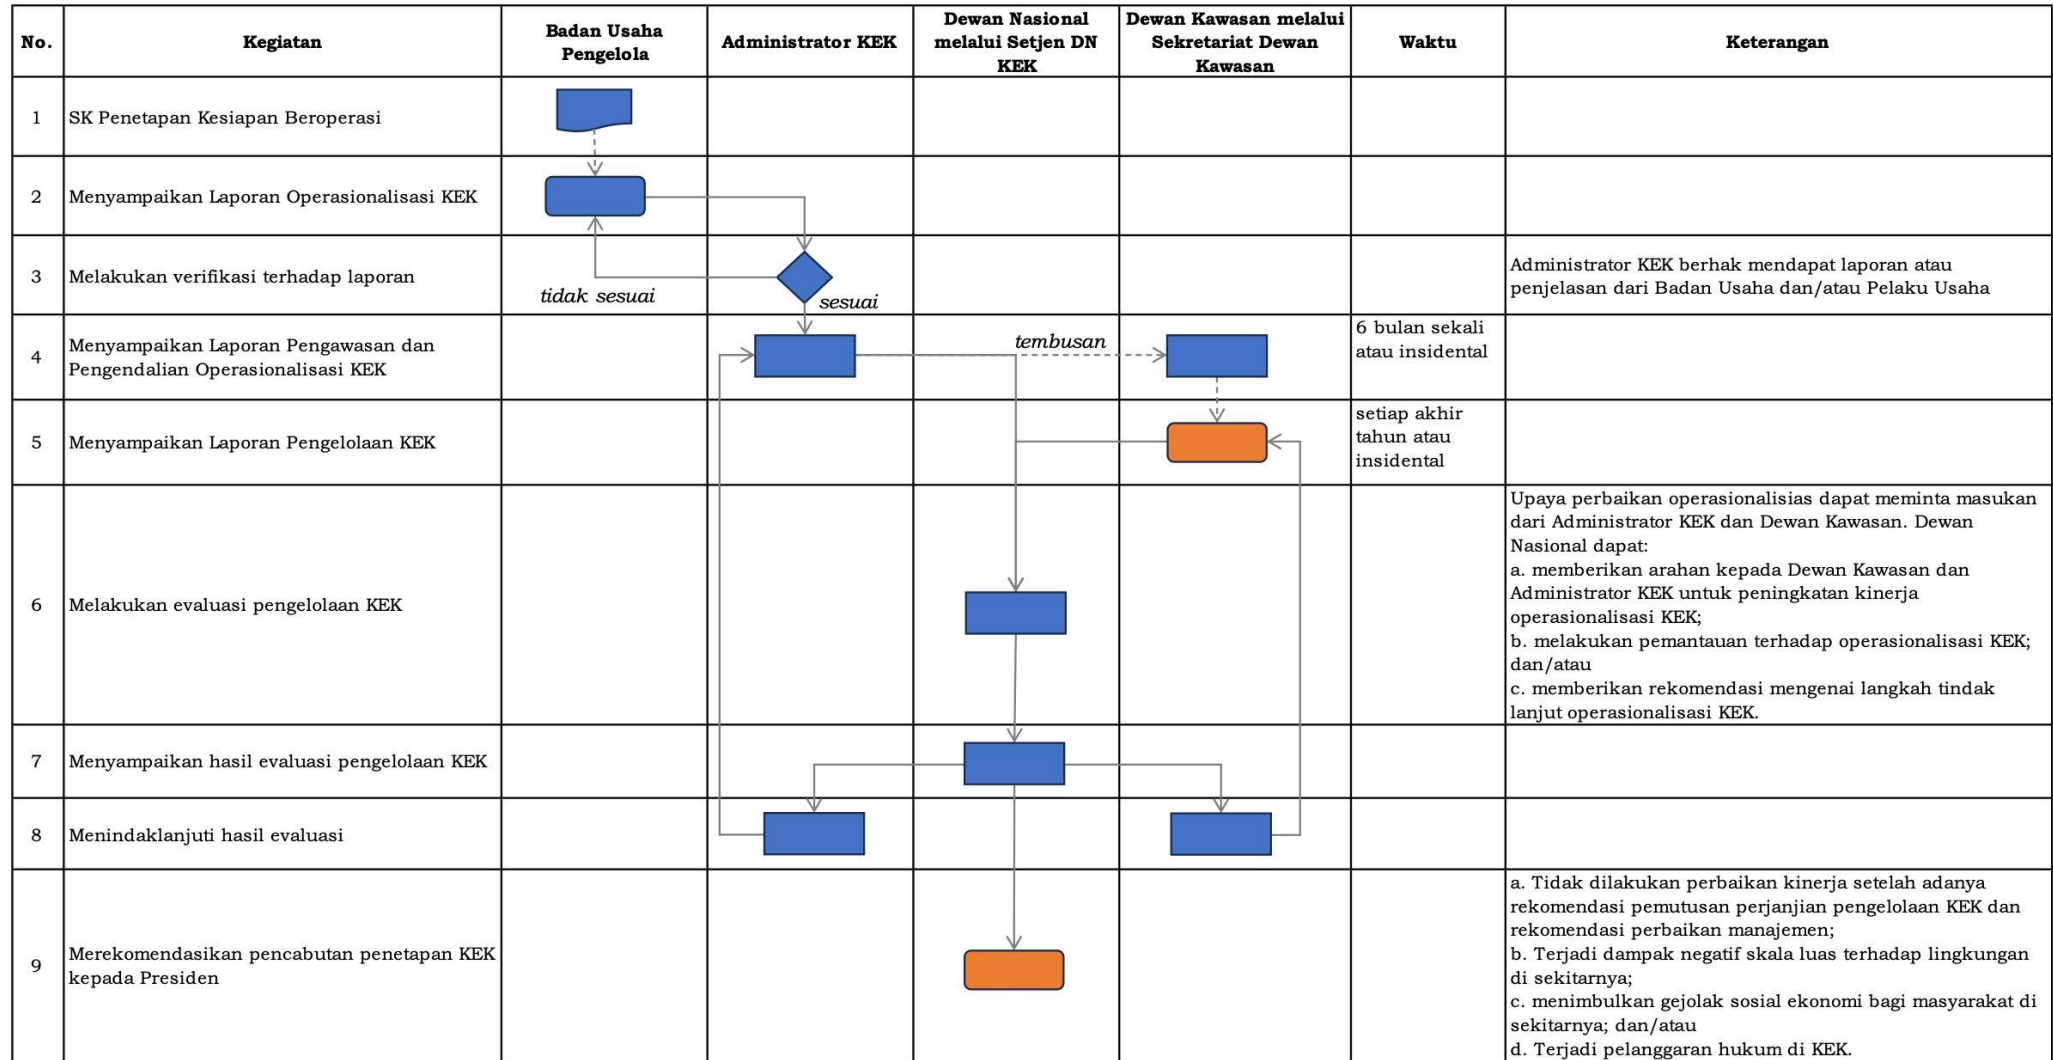 No.
Kegiatan
Badan Usaha
Pengelola
Administrator KEK
Dewan Nasional
melalui Setjen DN
KEK
Dewan Kawasan melalui
Sekretariat Dewan
Kawasan
Waktu
Keterangan
1
SK Penetapan Kesiapan Beroperasi
2
Menyampaikan Laporan Operasionalisasi KEK
3
Melakukan verifikasi terhadap laporan
tidak sesuai
sesuai
Administrator KEK berhak mendapat laporan atau
penjelasan dari Badan Usaha dan/atau Pelaku Usaha
4
Menyampaikan Laporan Pengawasan dan
Pengendalian Operasionalisasi KEK
tembusan
6 bulan sekali
atau insidental
5
Menyampaikan Laporan Pengelolaan KEK
setiap akhir
tahun atau
insidental
6
Melakukan evaluasi pengelolaan KEK
Upaya perbaikan operasionalisias dapat meminta masukan
dari Administrator KEK dan Dewan Kawasan. Dewan
Nasional dapat:
a. memberikan arahan kepada Dewan Kawasan dan
Administrator KEK untuk peningkatan kinerja
operasionalisasi KEK;
b. melakukan pemantauan terhadap operasionalisasi KEK;
dan/atau
c. memberikan rekomendasi mengenai langkah tindak
lanjut operasionalisasi KEK.
7
Menyampaikan hasil evaluasi pengelolaan KEK
8
Menindaklanjuti hasil evaluasi
9
Merekomendasikan pencabutan penetapan KEK
kepada Presiden
a. Tidak dilakukan perbaikan kinerja setelah adanya
rekomendasi pemutusan perjanjian pengelolaan KEK dan
rekomendasi perbaikan manajemen;
b. Terjadi dampak negatif skala luas terhadap lingkungan
di sekitarnya;
c. menimbulkan gejolak sosial ekonomi bagi masyarakat di
sekitarnya; dan/atau
d. Terjadi pelanggaran hukum di KEK.